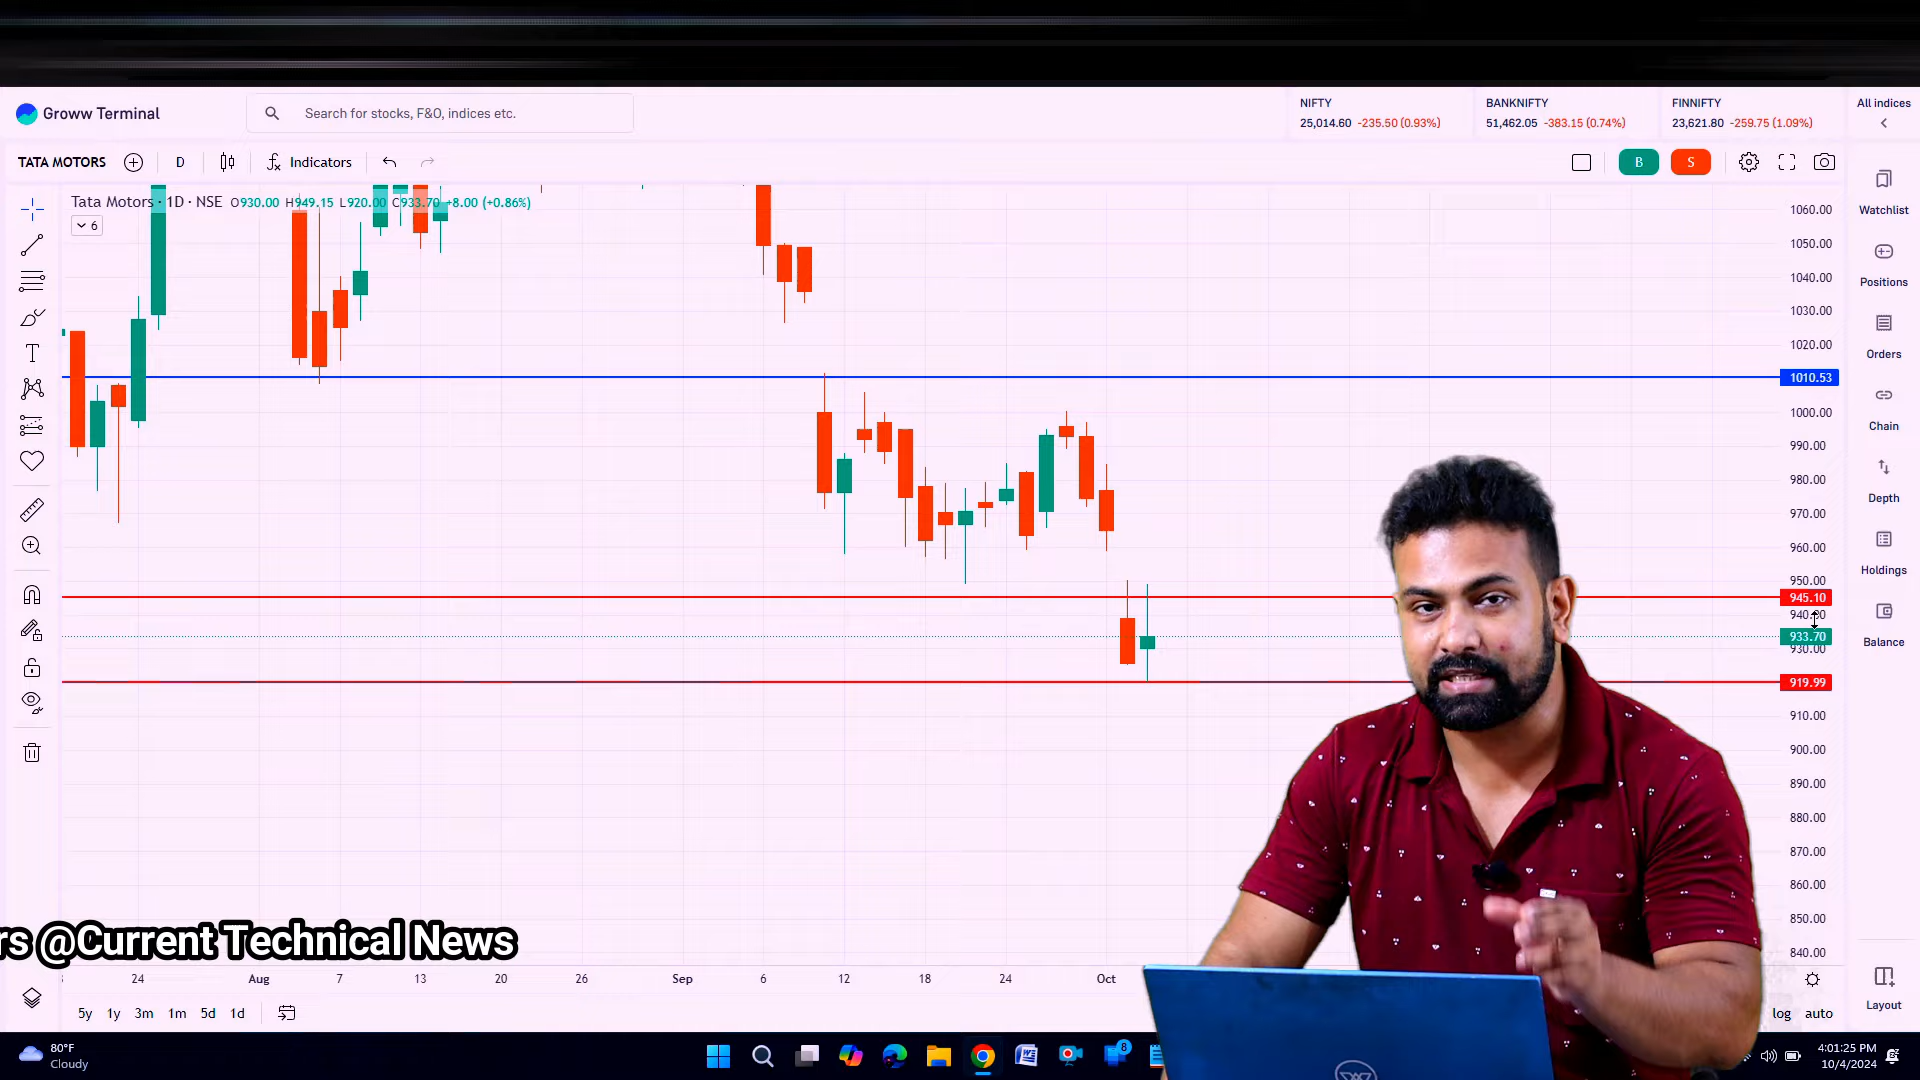 Groww Terminal
Search for stocks, F&O, indices etc.
NIFTY
25,014.60 -235.50 (0.93%)
BANKNIFTY
51,462.05 -383.15 (0.74%)
FINNIFTY
23,621.80 -259.75 (1.09%)
All indices
TATA MOTORS
D
Indicators
B
S
Tata Motors · 1D · NSE O930.00 H949.15 L920.00 C933.70 +8.00 (+0.86%)
6
1060.00
1050.00
1040.00
1030.00
1020.00
1010.53
1000.00
990.00
980.00
970.00
960.00
950.00
945.10
940.00
933.70
930.00
919.99
910.00
900.00
890.00
880.00
870.00
860.00
850.00
840.00
Watchlist
Positions
Orders
Chain
Depth
Holdings
Balance
Layout
rs @Current Technical News
24
Aug
7
13
20
26
Sep
6
12
18
24
Oct
5y 1y 3m 1m 5d 1d
log auto
80°F
Cloudy
8
4:01:25 PM
10/4/2024